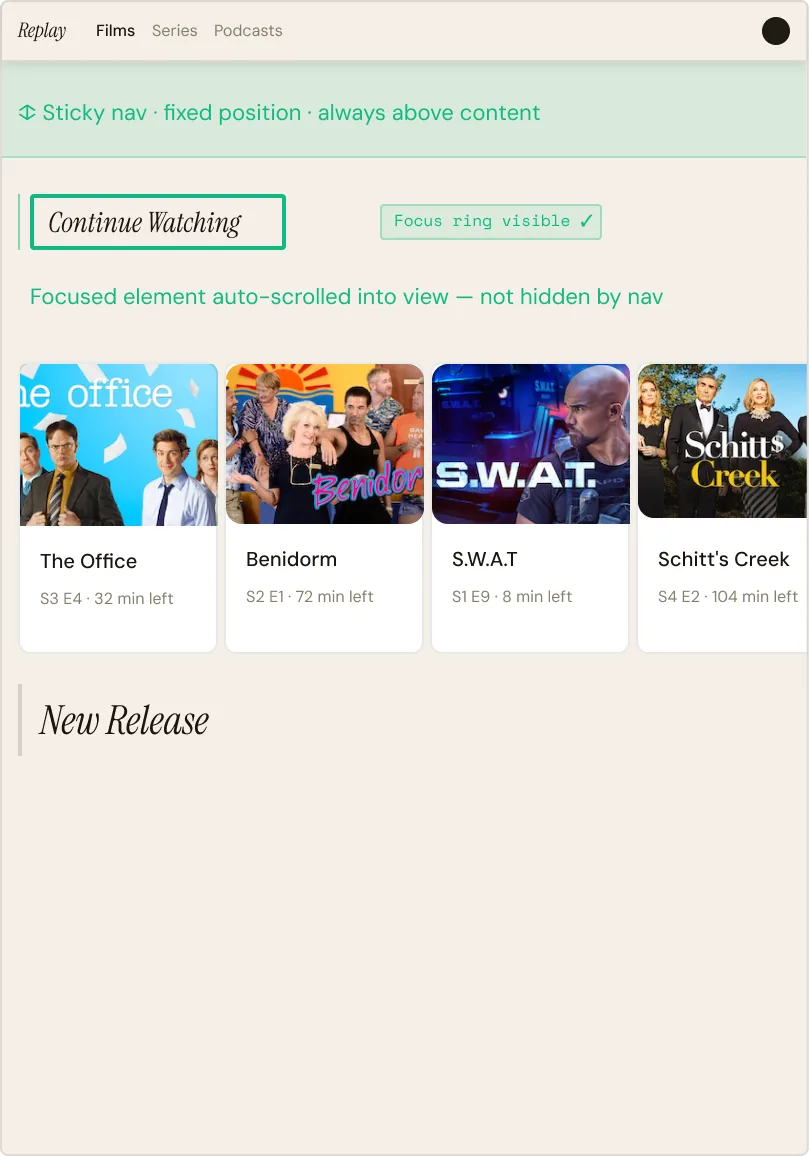 Replay Films Series Podcasts
Sticky nav · fixed position · always above content
Continue Watching
Focus ring visible ✓
Focused element auto-scrolled into view — not hidden by nav
he office
Benidor
S.W.A.T.
S.W.A.T.
Schitt$
Creek
The Office
S3 E4 · 32 min left
Benidorm
S2 E1 · 72 min left
S.W.A.T
S1 E9 · 8 min left
Schitt's Creek
S4 E2 · 104 min left
New Release